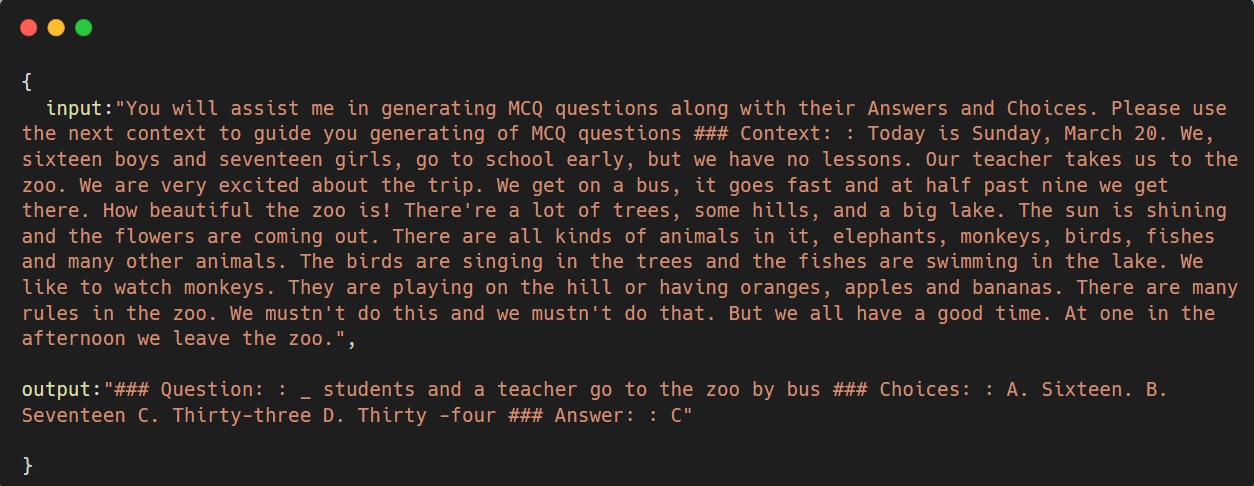 {
input:"You will assist me in generating MCQ questions along with their Answers and Choices. Please use
the next context to guide you generating of MCQ questions ### Context: : Today is Sunday, March 20. We,
sixteen boys and seventeen girls, go to school early, but we have no lessons. Our teacher takes us to the
zoo. We are very excited about the trip. We get on a bus, it goes fast and at half past nine we get
there. How beautiful the zoo is! There're a lot of trees, some hills, and a big lake. The sun is shining
and the flowers are coming out. There are all kinds of animals in it, elephants, monkeys, birds, fishes
and many other animals. The birds are singing in the trees and the fishes are swimming in the lake. We
like to watch monkeys. They are playing on the hill or having oranges, apples and bananas. There are many
rules in the zoo. We mustn't do this and we mustn't do that. But we all have a good time. At one in the
afternoon we leave the zoo.",
output:"### Question: : _ students and a teacher go to the zoo by bus ### Choices: : A. Sixteen. B.
Seventeen C. Thirty-three D. Thirty -four ### Answer: : C"
}